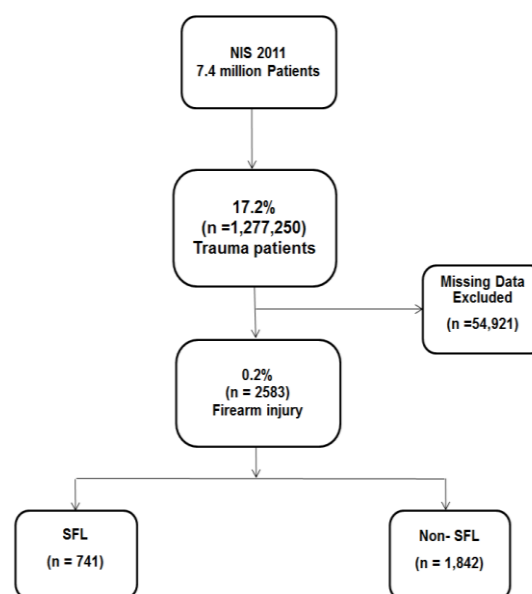 NIS 2011
7.4 million Patients
17.2%
(n =1,277,250)
Trauma patients
Missing Data
Excluded
(n =54,921)
0.2%
(n = 2583)
Firearm injury
SFL
(n = 741)
Non- SFL
(n = 1,842)